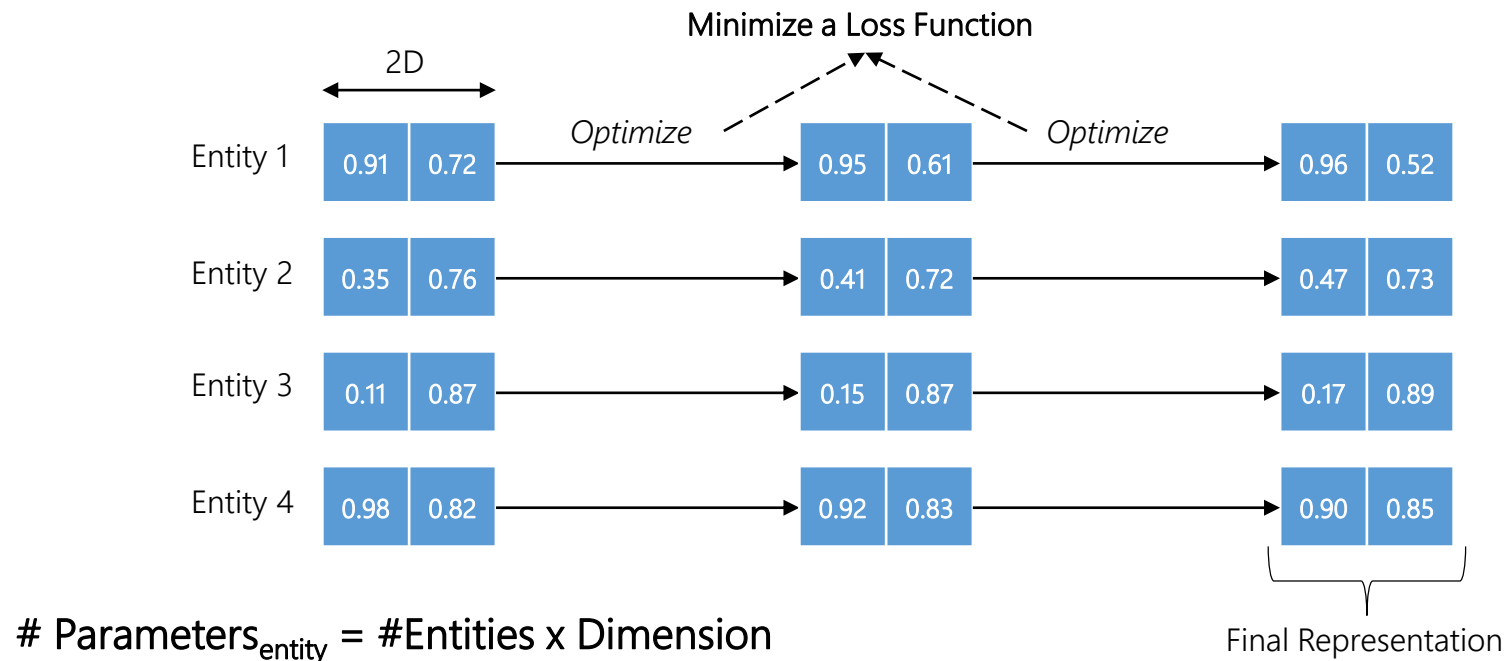 Minimize a Loss Function
2D
Optimize Optimize
Entity 1 0.91 0.72 0.95 0.61 0.96 0.52
Entity 2 0.35 0.76 0.41 0.72 0.47 0.73
Entity 3 0.11 0.87 0.15 0.87 0.17 0.89
Entity 4 0.98 0.82 0.92 0.83 0.90 0.85
# Parametersentity = #Entities x Dimension
Final Representation